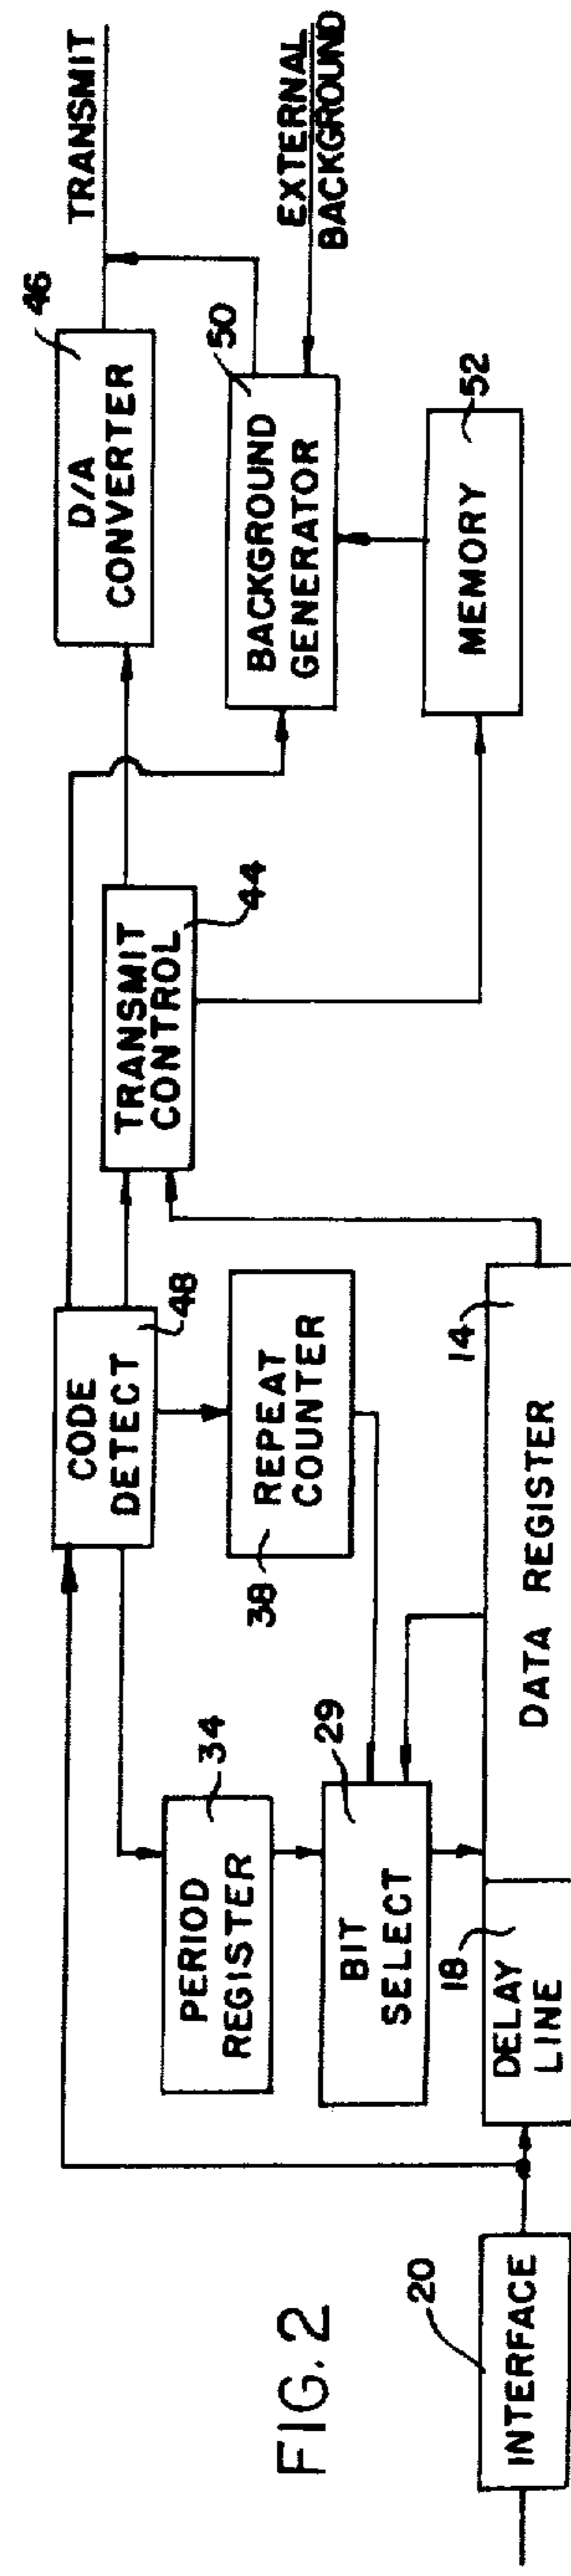 FIG. 2
INTERFACE
20
DELAY
LINE
18
DATA REGISTER
14
BIT
SELECT
29
PERIOD
REGISTER
34
REPEAT
COUNTER
38
CODE
DETECT
48
TRANSMIT
CONTROL
44
D/A
CONVERTER
46
BACKGROUND
GENERATOR
50
MEMORY
52
TRANSMIT
EXTERNAL
BACKGROUND